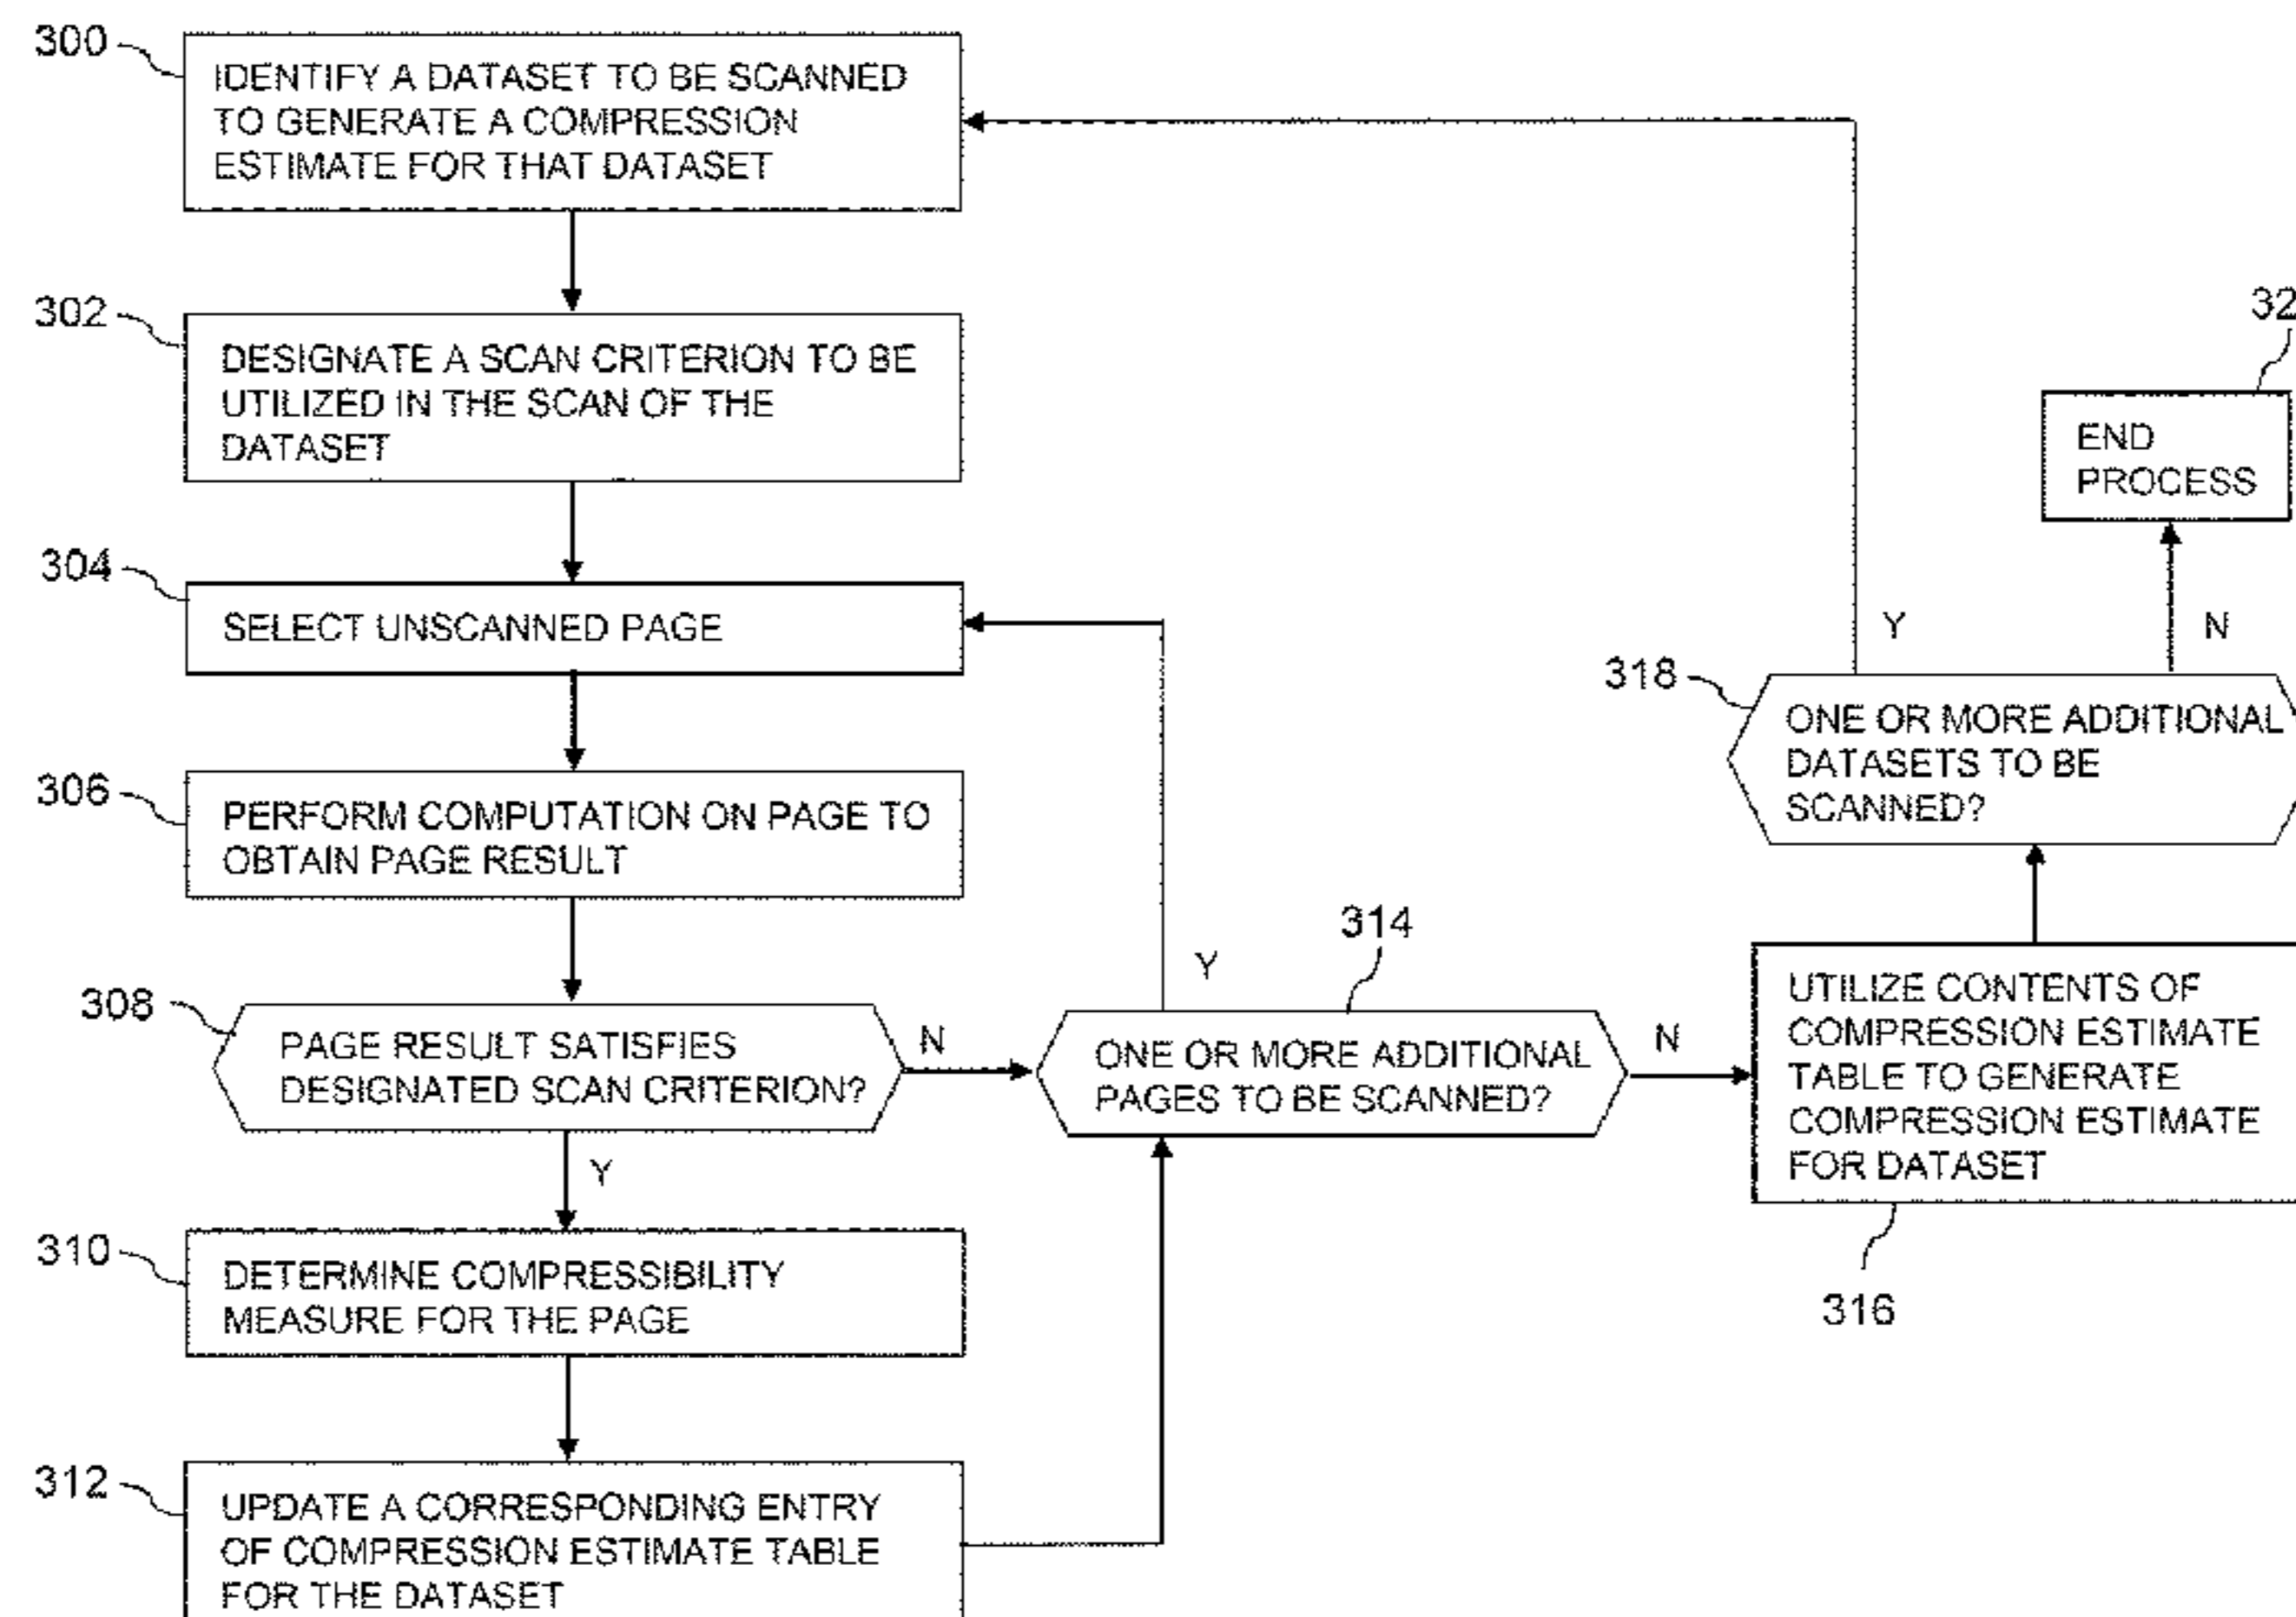 300
IDENTIFY A DATASET TO BE SCANNED
TO GENERATE A COMPRESSION
ESTIMATE FOR THAT DATASET
302
DESIGNATE A SCAN CRITERION TO BE
UTILIZED IN THE SCAN OF THE
DATASET
304
SELECT UNSCANNED PAGE
306
PERFORM COMPUTATION ON PAGE TO
OBTAIN PAGE RESULT
308
PAGE RESULT SATISFIES
DESIGNATED SCAN CRITERION?
N
Y
310
DETERMINE COMPRESSIBILITY
MEASURE FOR THE PAGE
312
UPDATE A CORRESPONDING ENTRY
OF COMPRESSION ESTIMATE TABLE
FOR THE DATASET
314
Y
ONE OR MORE ADDITIONAL
PAGES TO BE SCANNED?
N
UTILIZE CONTENTS OF
COMPRESSION ESTIMATE
TABLE TO GENERATE
COMPRESSION ESTIMATE
FOR DATASET
316
318
ONE OR MORE ADDITIONAL
DATASETS TO BE
SCANNED?
Y
N
32
END
PROCESS